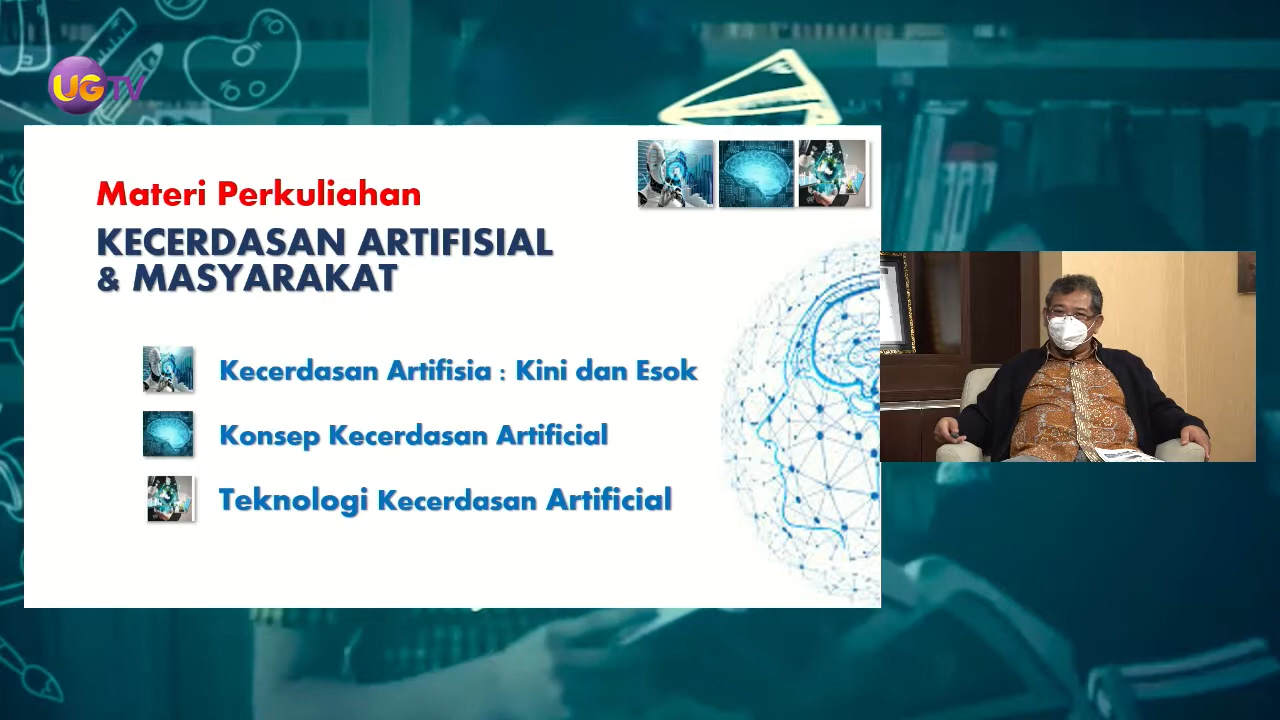 UGTV
Materi Perkuliahan
KECERDASAN ARTIFISIAL
& MASYARAKAT
Kecerdasan Artifisia : Kini dan Esok
Konsep Kecerdasan Artificial
Teknologi Kecerdasan Artificial